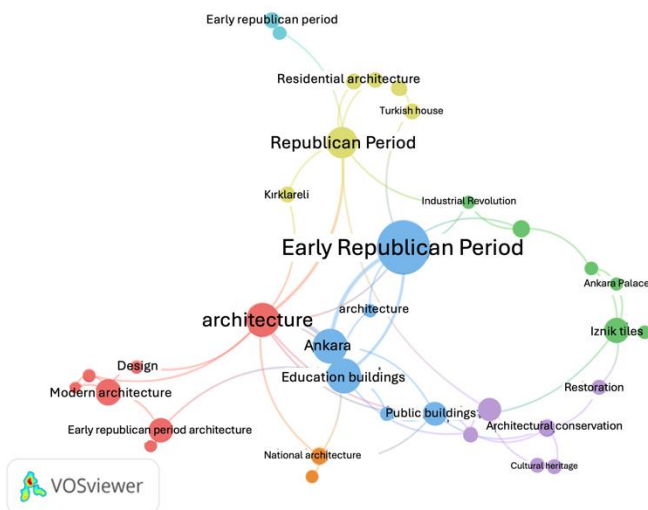 Early republican period
Residential architecture
Turkish house
Republican Period
Kırklareli
Industrial Revolution
Early Republican Period
Ankara Palace
architecture
architecture
Iznik tiles
Ankara
Design
Education buildings
Restoration
Modern architecture
Public buildings
Early republican period architecture
Architectural conservation
National architecture
Cultural heritage
VOSviewer